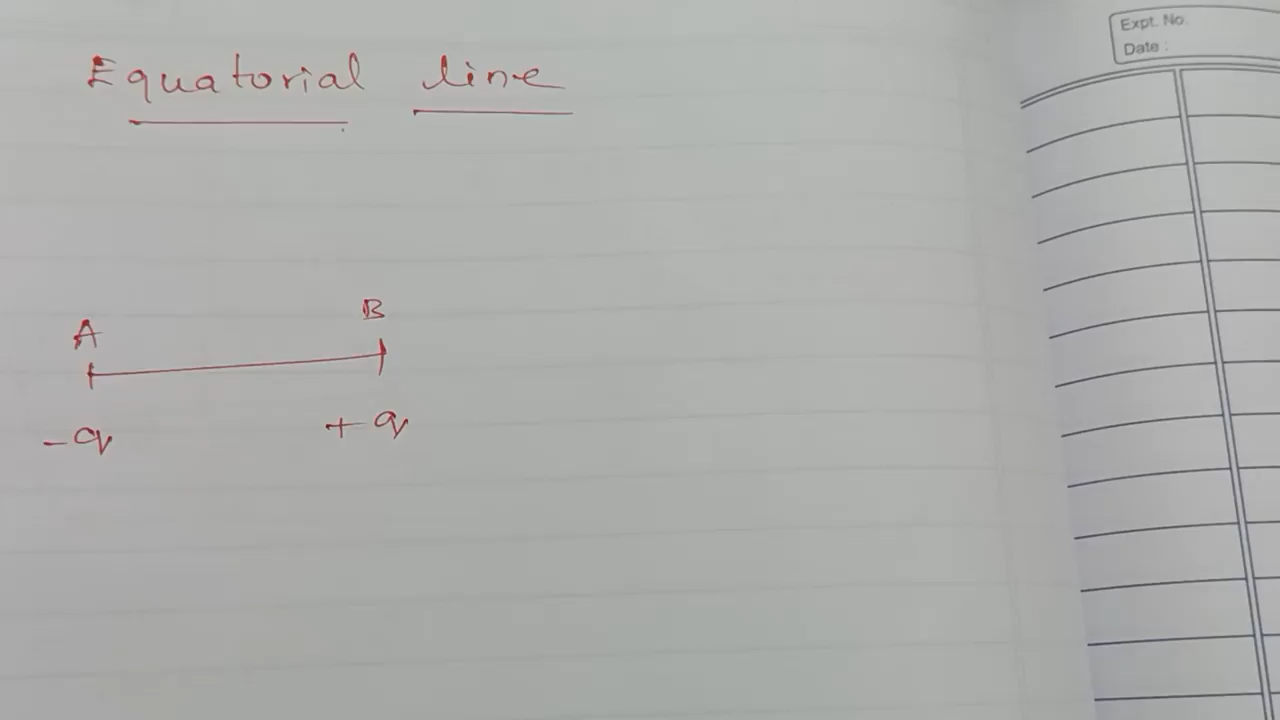 Equatorial line
Expt. No.
Date :
A B
-q +q